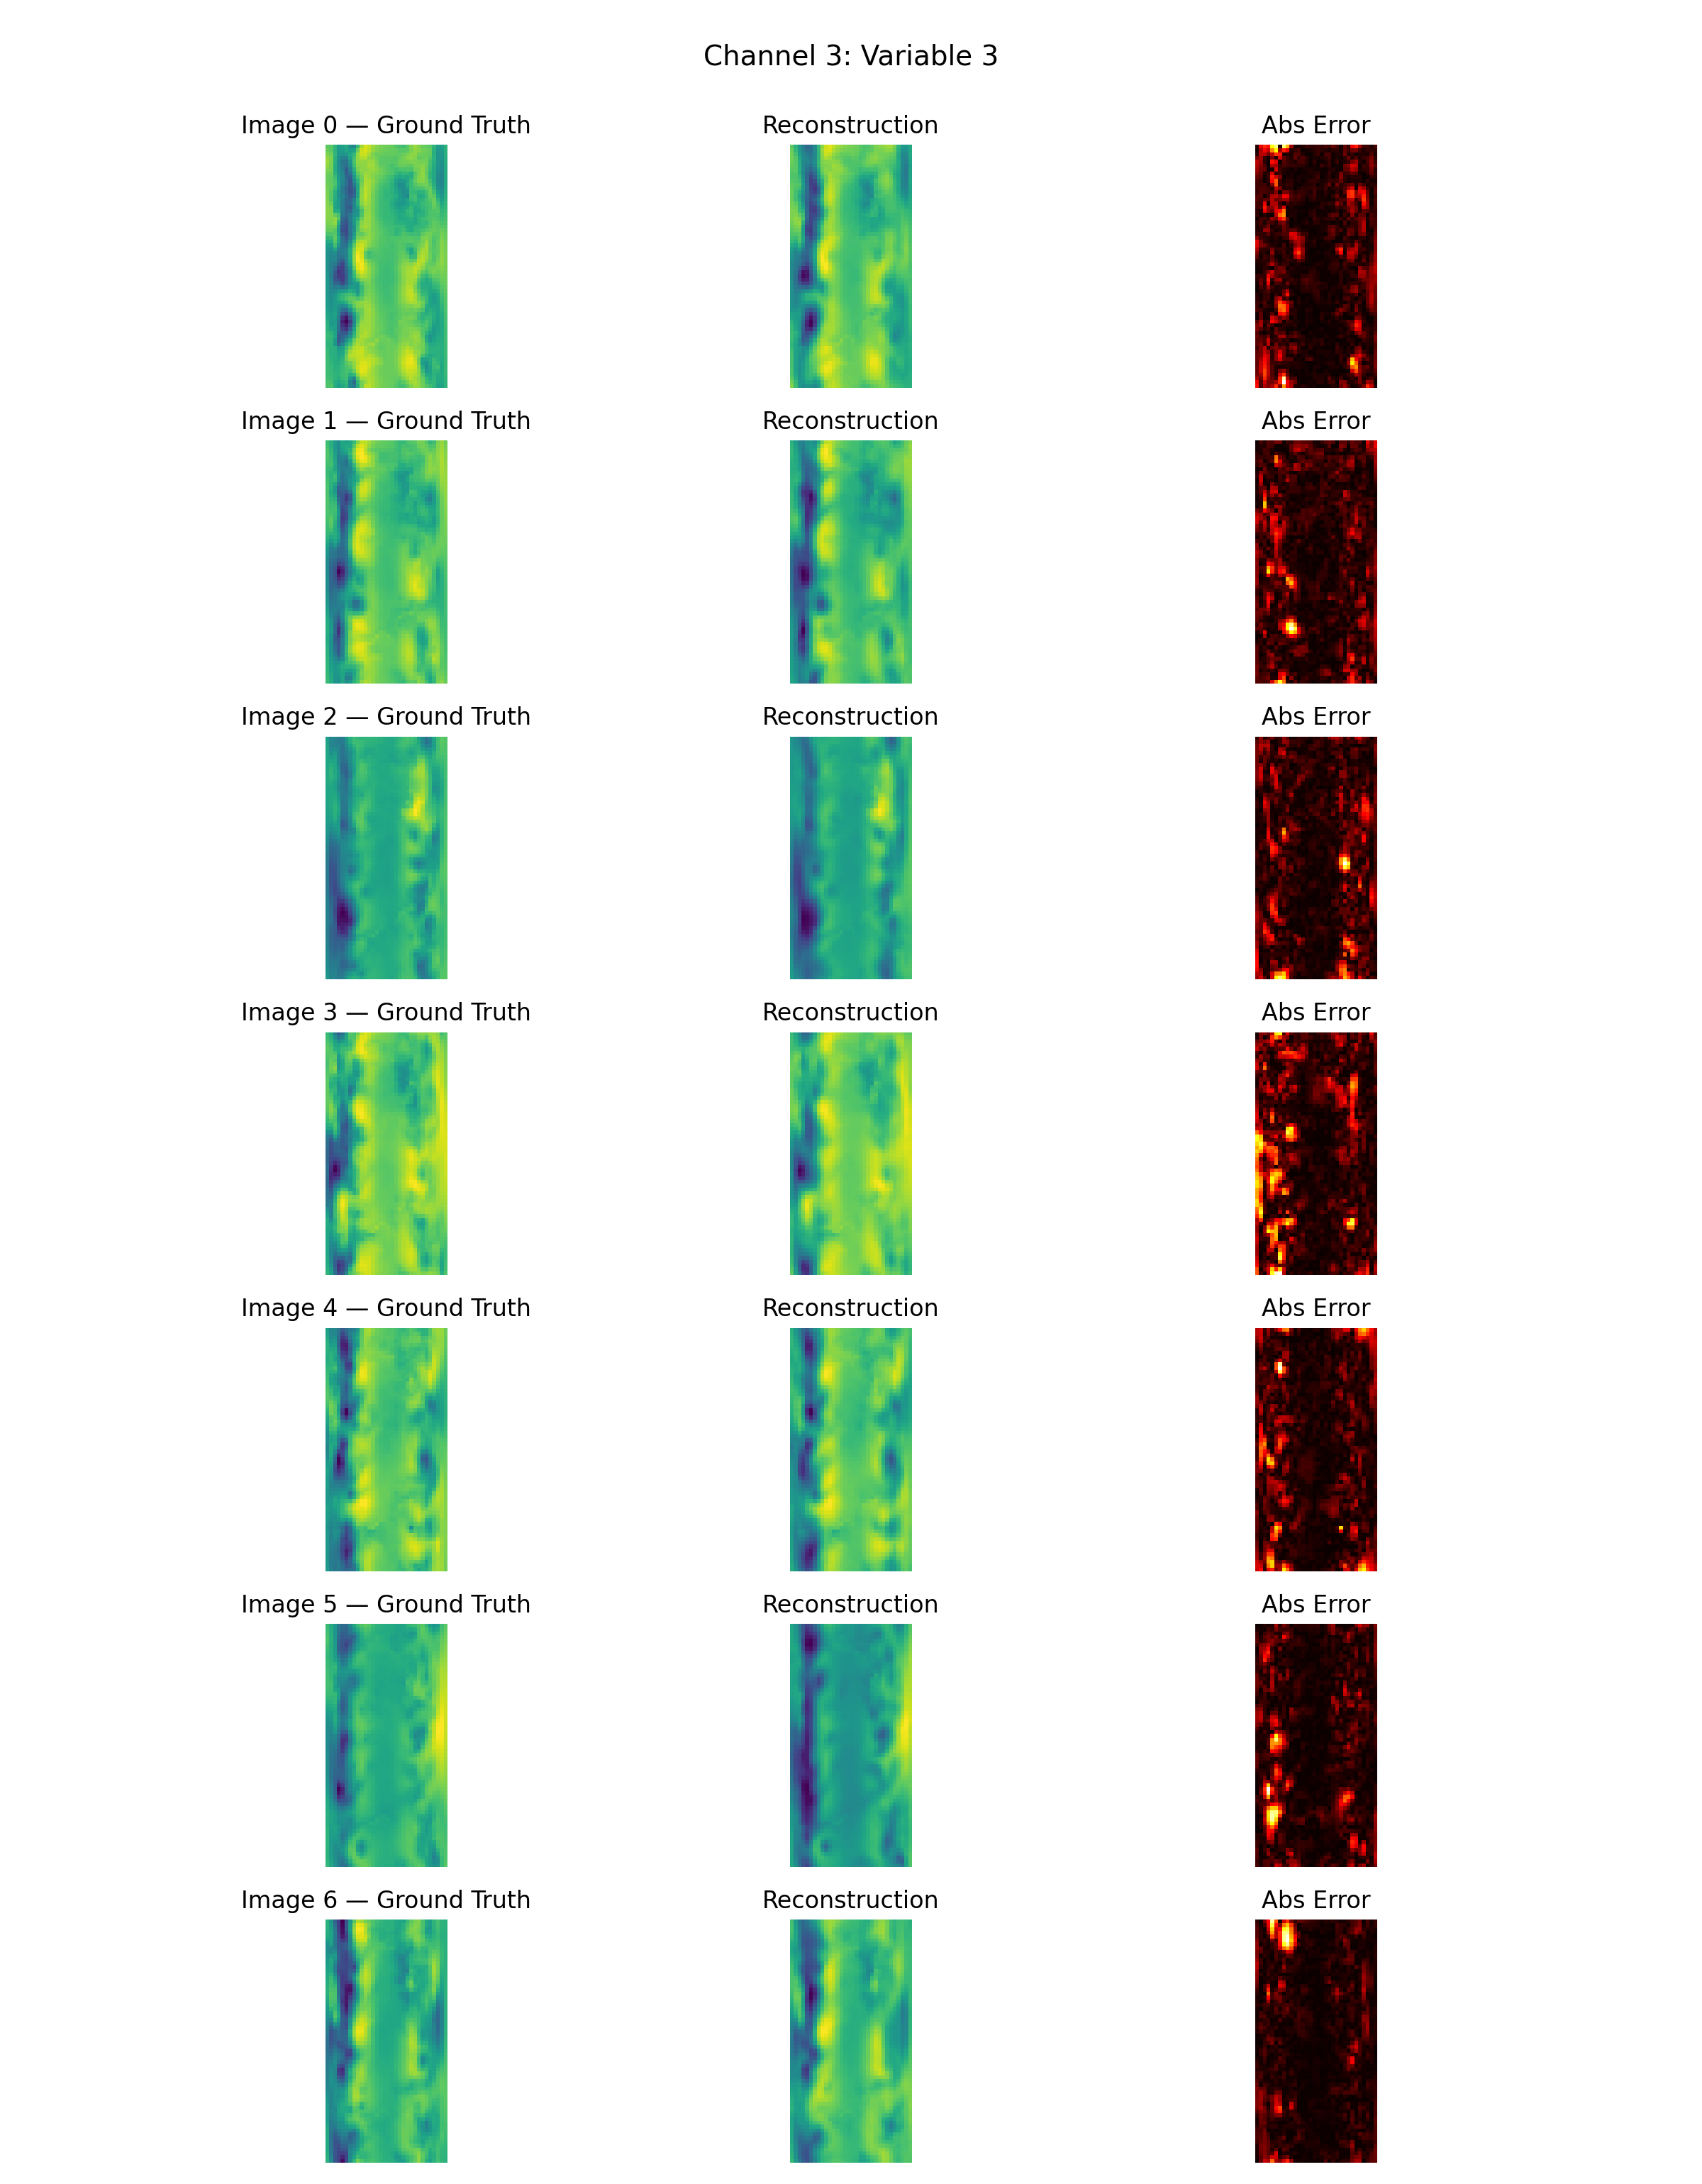 Channel 3: Variable 3
Image 0 — Ground Truth Reconstruction Abs Error
Image 1 — Ground Truth Reconstruction Abs Error
Image 2 — Ground Truth Reconstruction Abs Error
Image 3 — Ground Truth Reconstruction Abs Error
Image 4 — Ground Truth Reconstruction Abs Error
Image 5 — Ground Truth Reconstruction Abs Error
Image 6 — Ground Truth Reconstruction Abs Error